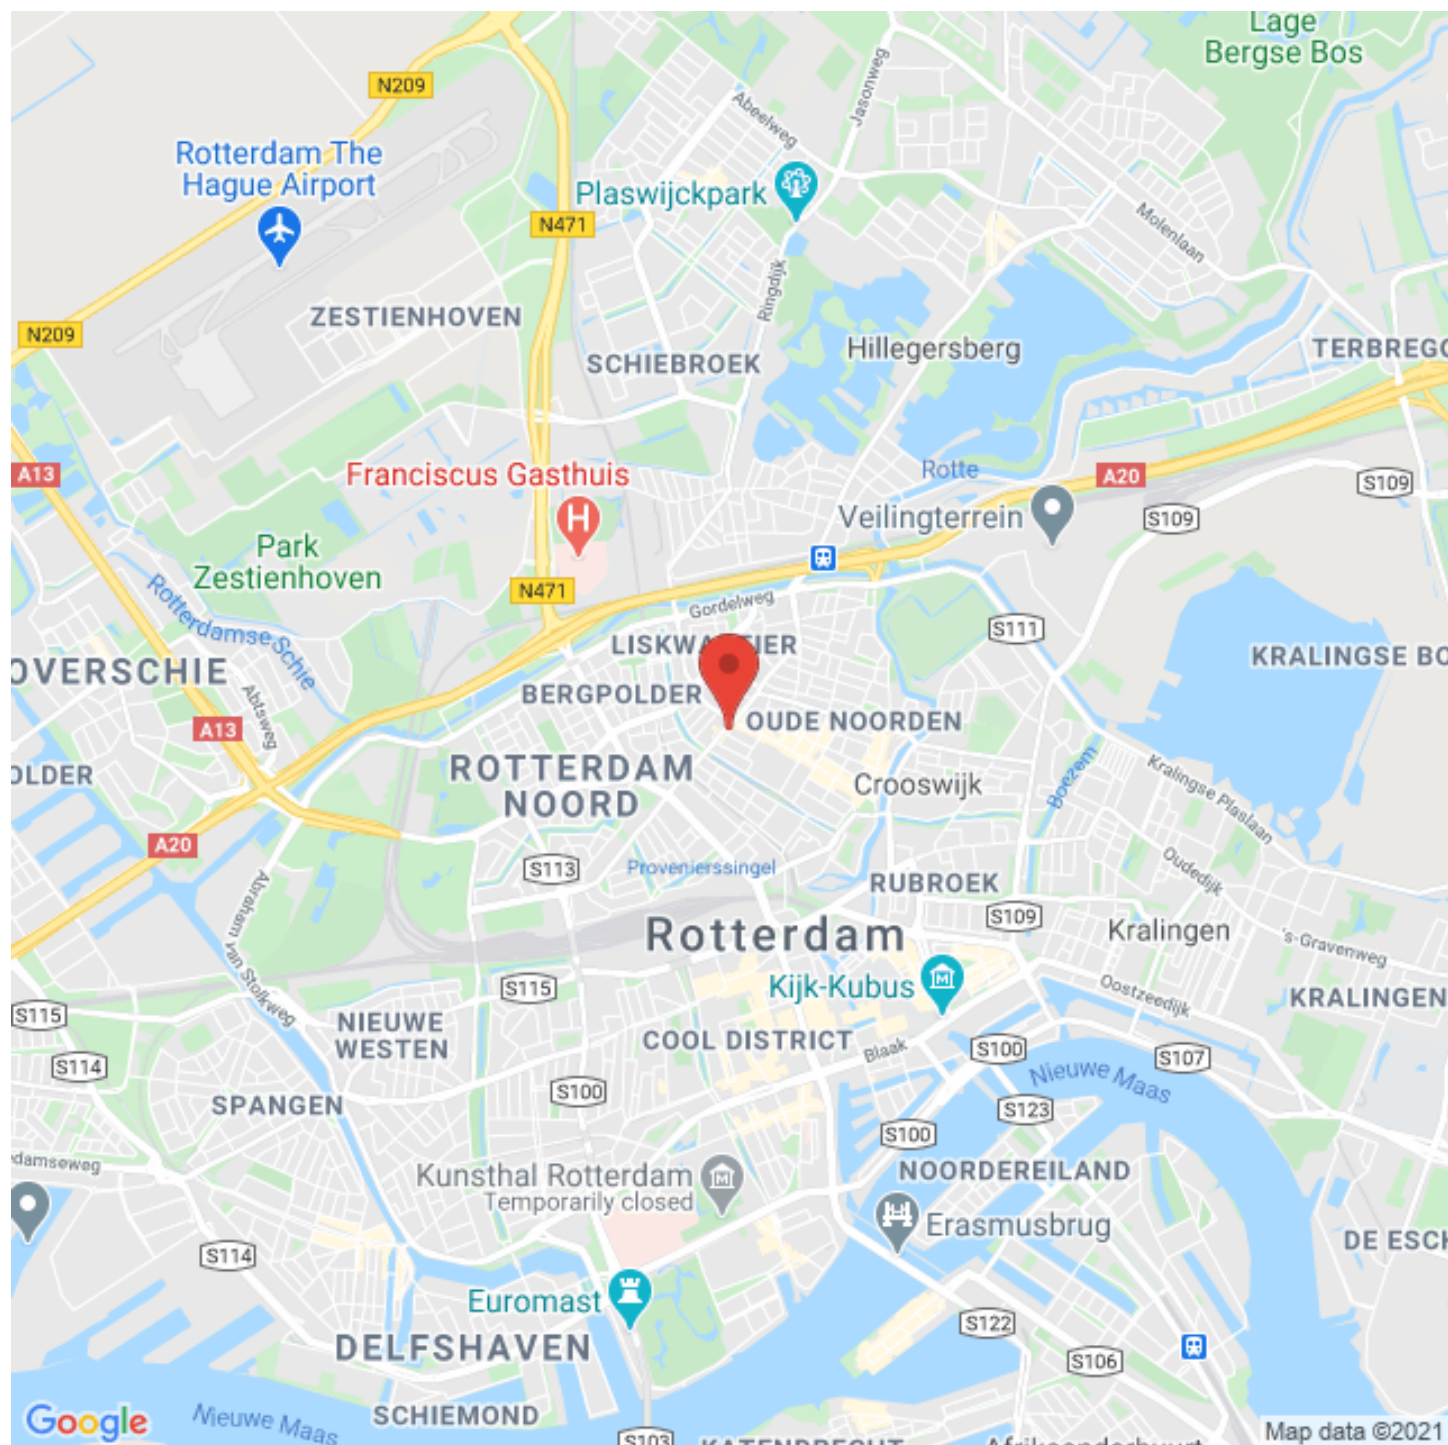 Lage
Bergse Bos
N209
Jasonweg
Abeelweg
Rotterdam The
Hague Airport
Plaswijckpark
N471
Molenlaan
Ringdijk
ZESTIENHOVEN
N209
SCHIEBROEK
Hillegersberg
TERBREGG
A13
Franciscus Gasthuis
Rotte
A20
S109
Veilingterrein
S109
Park
Zestienhoven
N471
Gordelweg
Rotterdamse Schie
S111
LISKWARTIER
OVERSCHIE
KRALINGSE BO
BERGPOLDER
Abtsweg
A13
OUDE NOORDEN
ROTTERDAM
NOORD
OLDER
Crooswijk
Boezem
Kralingse Plaslaan
A20
S113
Provenierssingel
Oudedijk
RUBROEK
Abraham van Stolkweg
S109
Rotterdam
Kralingen
's-Gravenweg
Kijk-Kubus
S115
Oostzeedijk
KRALINGEN
S115
NIEUWE
WESTEN
COOL DISTRICT
Blaak
S100
S107
S114
Nieuwe Maas
S100
SPANGEN
S123
S100
damseweg
Kunsthal Rotterdam
Temporarily closed
NOORDEREILAND
Erasmusbrug
DE ESCH
S114
Euromast
S122
DELFSHAVEN
S106
Google
Nieuwe Maas
SCHIEMOND
S103
KATENDRECHT
Afrikaanderbuurt
Map data ©2021